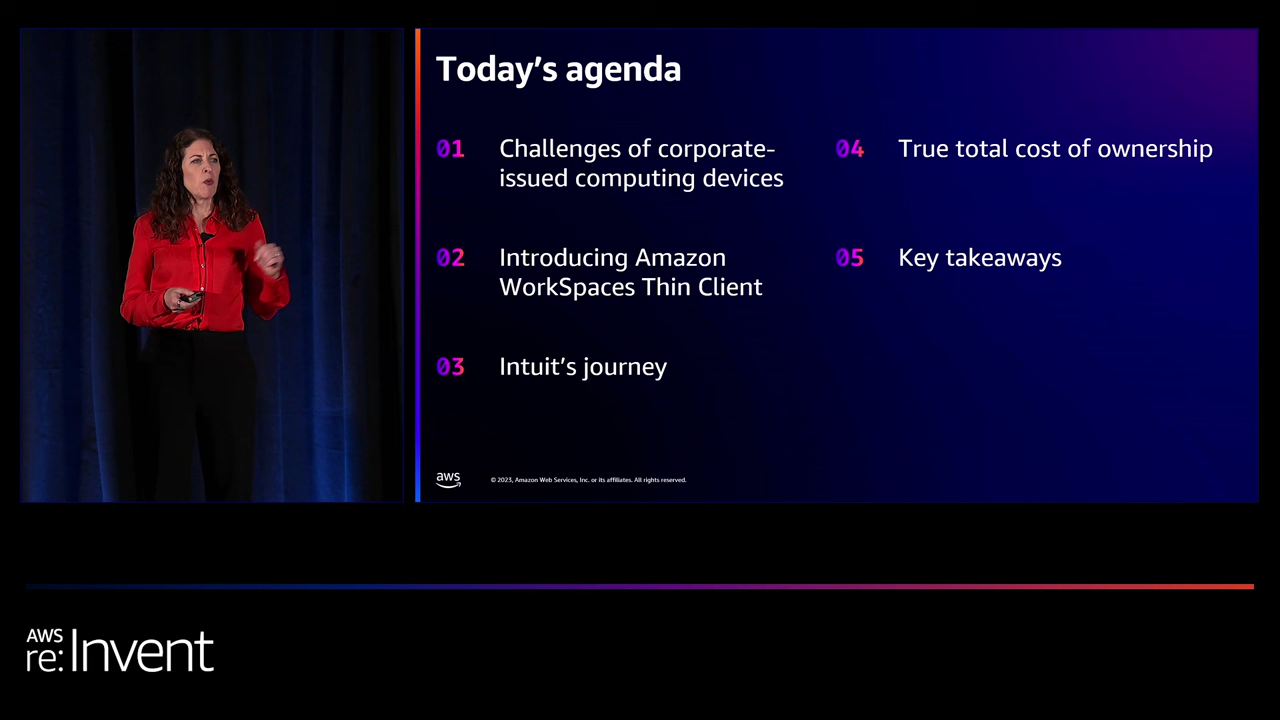 Today's agenda
01
Challenges of corporate-
issued computing devices
02
Introducing Amazon
WorkSpaces Thin Client
03
Intuit's journey
04
True total cost of ownership
05
Key takeaways
aws
© 2023, Amazon Web Services, Inc. or its affiliates. All rights reserved.
AWS
re:Invent